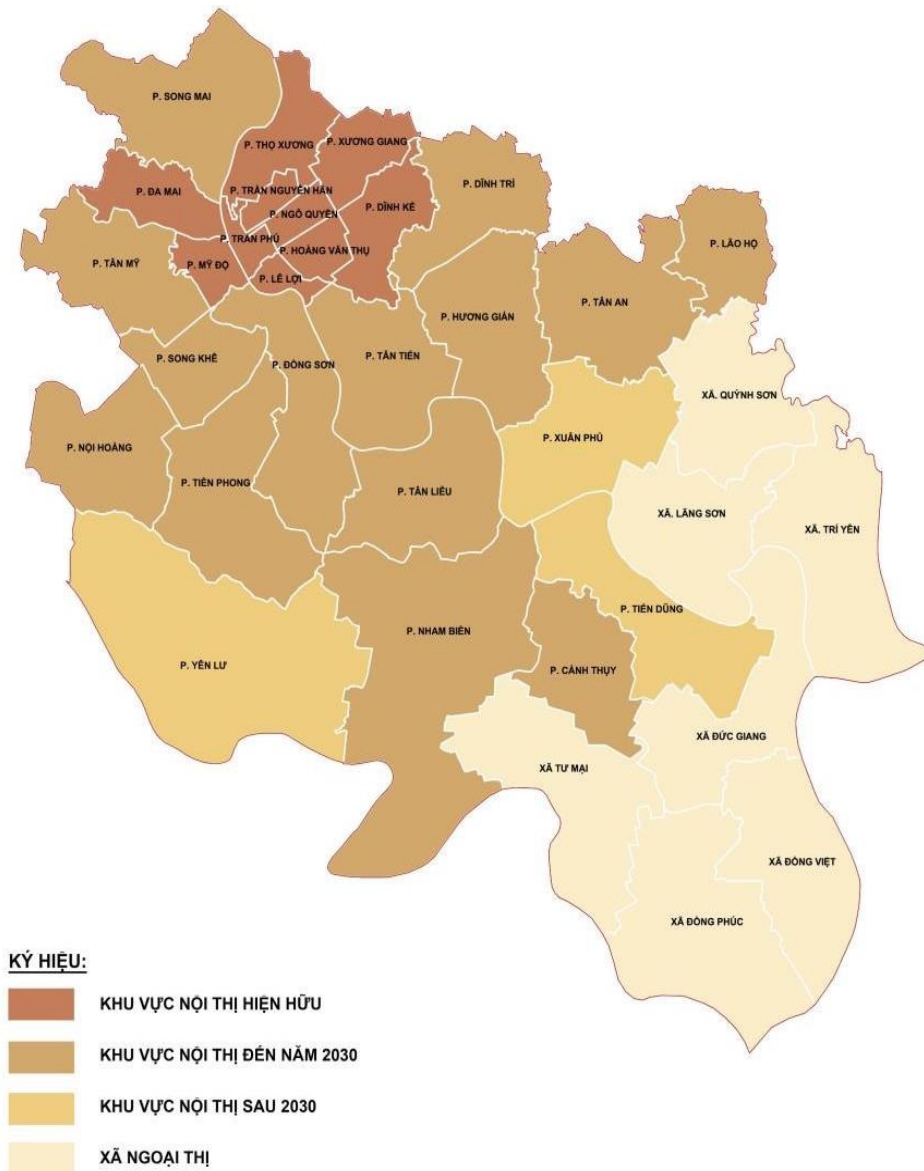 P. SONG MAI
P. THỌ XƯƠNG
P. XƯƠNG GIANG
P. ĐA MAI
P. TRẦN NGUYÊN HÃN
P. DĨNH TRÌ
P. NGÔ QUYỀN
P. DĨNH KẾ
P. TRẦN PHÚ
P. HOÀNG VĂN THỤ
P. LÃO HỘ
P. TÂN MỸ
P. MỸ ĐỘ
P. LÊ LỢI
P. TÂN AN
P. HƯƠNG GIÁN
P. SONG KHÊ
P. ĐỒNG SƠN
P. TÂN TIẾN
XÃ. QUỲNH SƠN
P. XUÂN PHÚ
P. NỘI HOÀNG
P. TIỀN PHONG
P. TÂN LIỄU
XÃ. LÃNG SƠN
XÃ. TRÍ YÊN
P. TIẾN DŨNG
P. NHAM BIỀN
P. YÊN LƯ
P. CẢNH THỤY
XÃ ĐỨC GIANG
XÃ TƯ MẠI
XÃ ĐỒNG VIỆT
XÃ ĐỒNG PHÚC
KÝ HIỆU:
KHU VỰC NỘI THỊ HIỆN HỮU
KHU VỰC NỘI THỊ ĐẾN NĂM 2030
KHU VỰC NỘI THỊ SAU 2030
XÃ NGOẠI THỊ